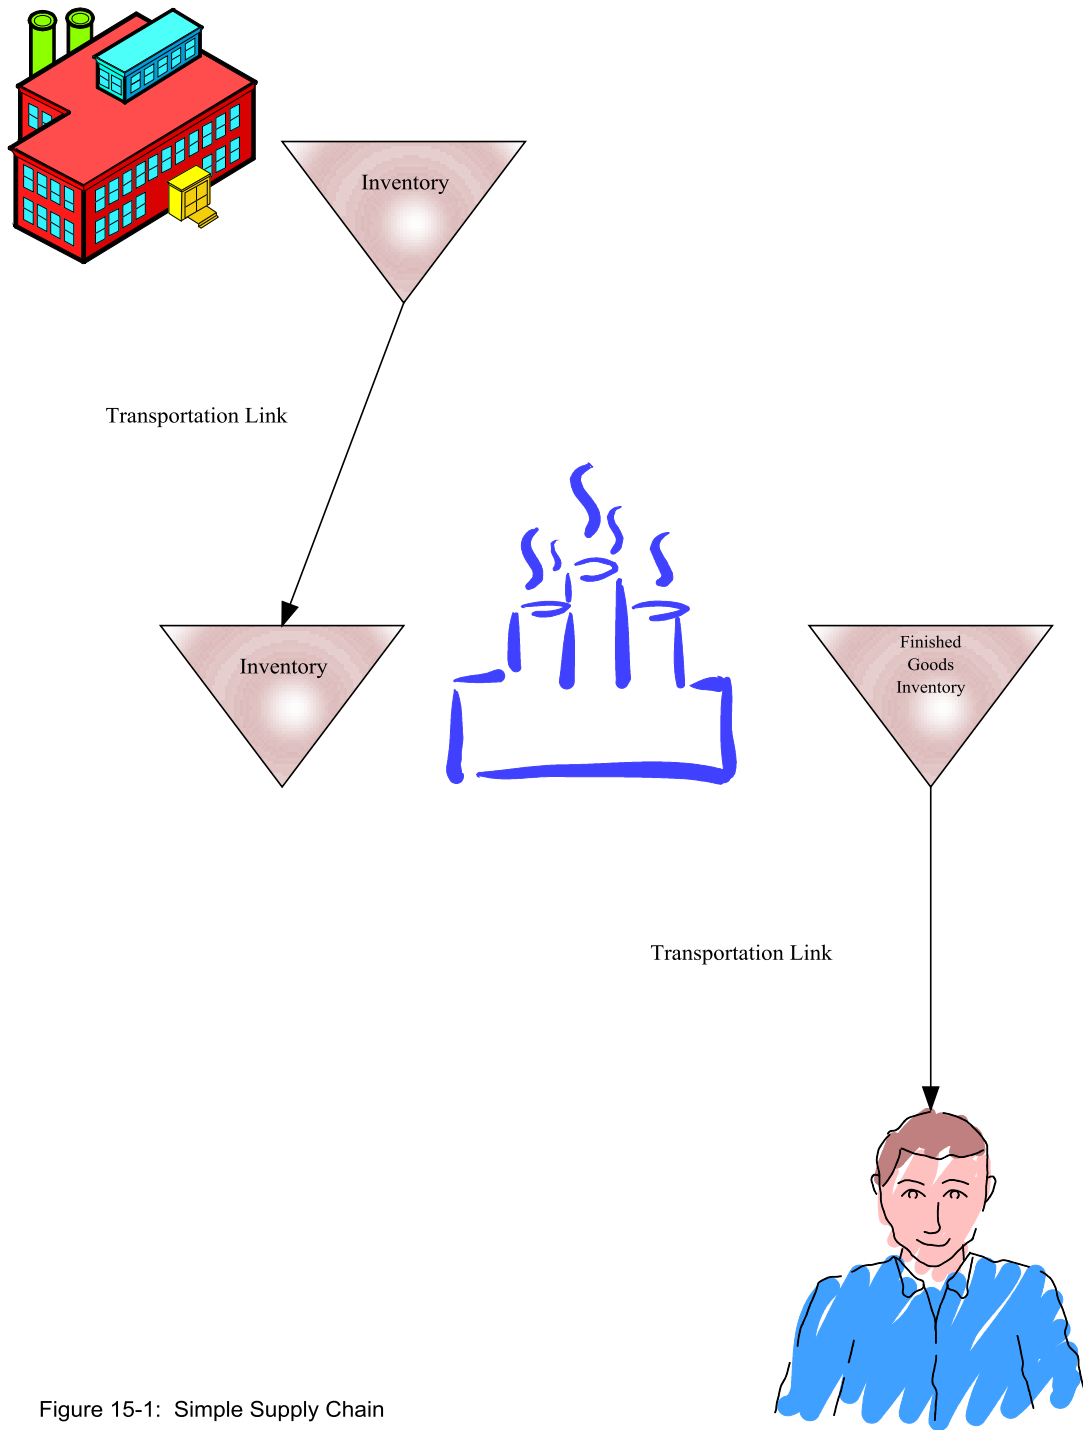 Inventory
Transportation Link
Inventory
Finished
Goods
Inventory
Transportation Link
Figure 15-1:  Simple Supply Chain